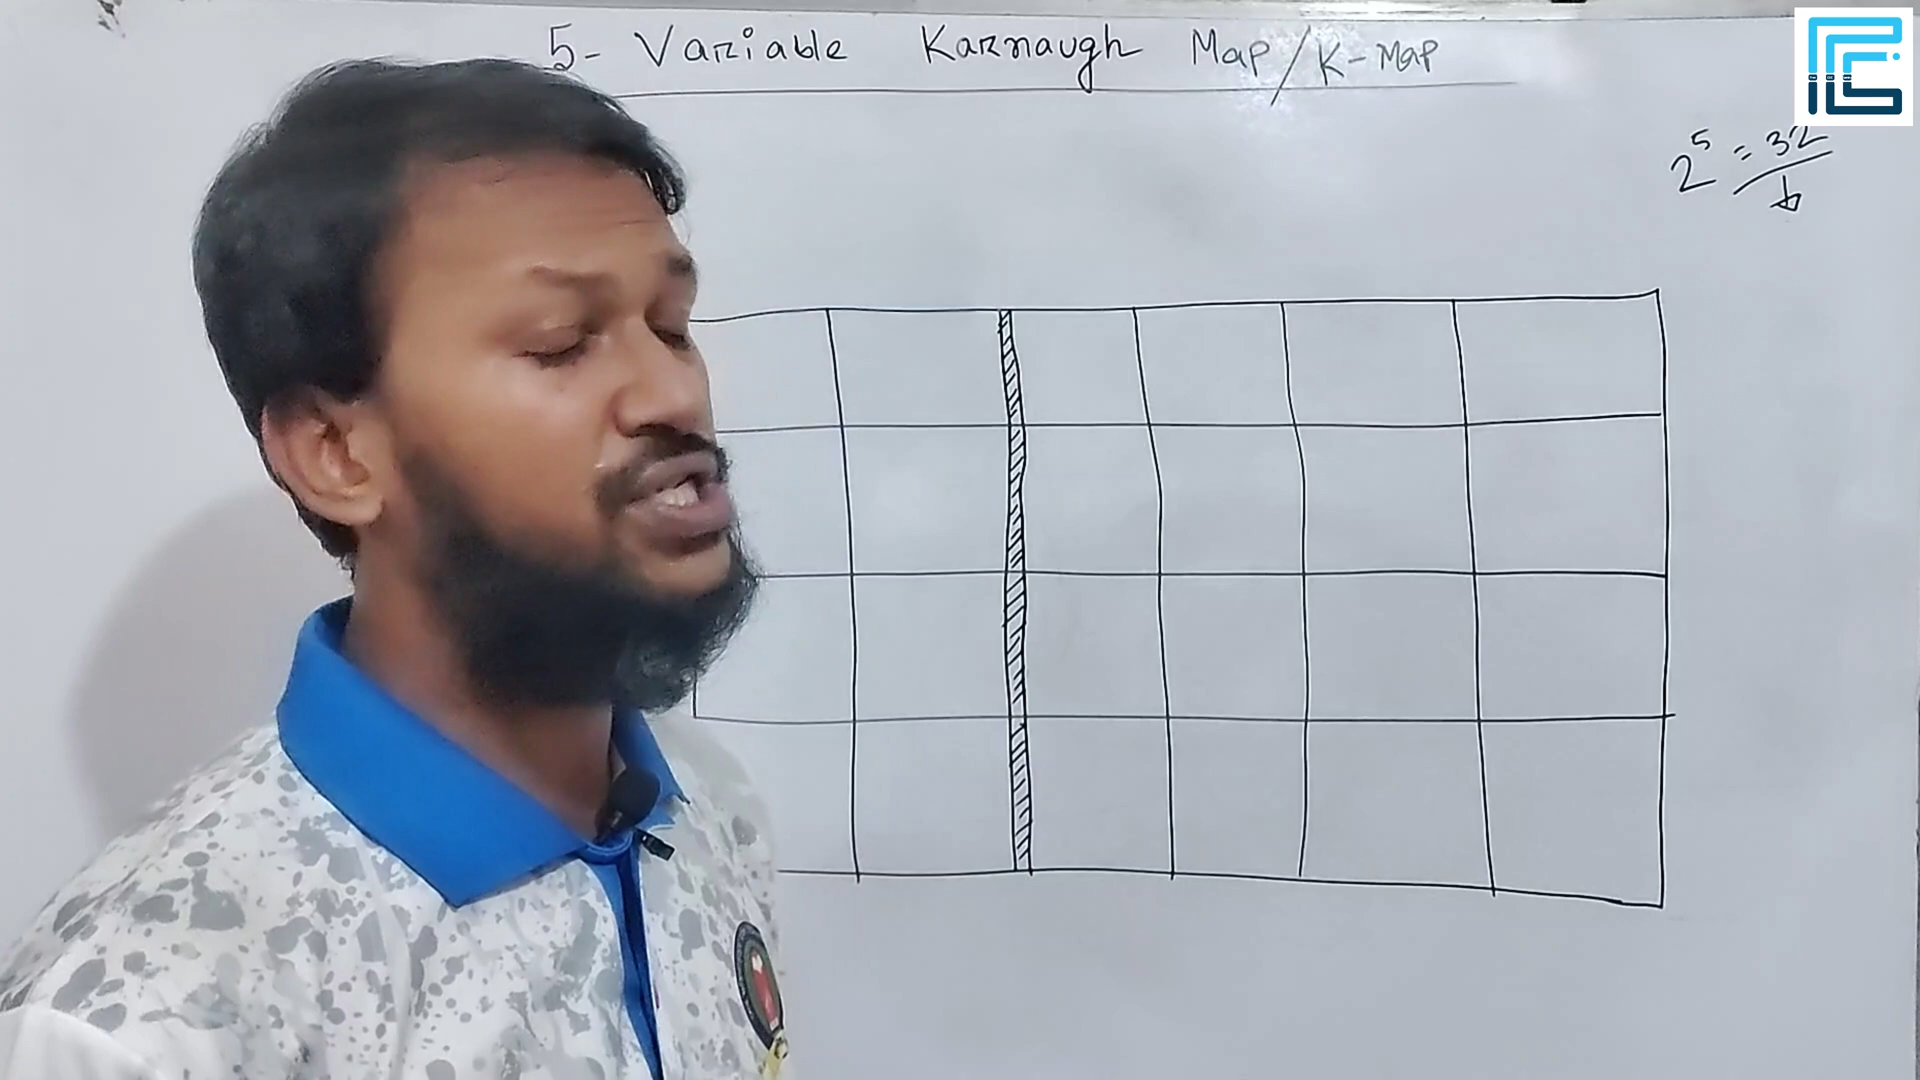 5- Variable Karnaugh Map/K-Map
2⁵ = 32